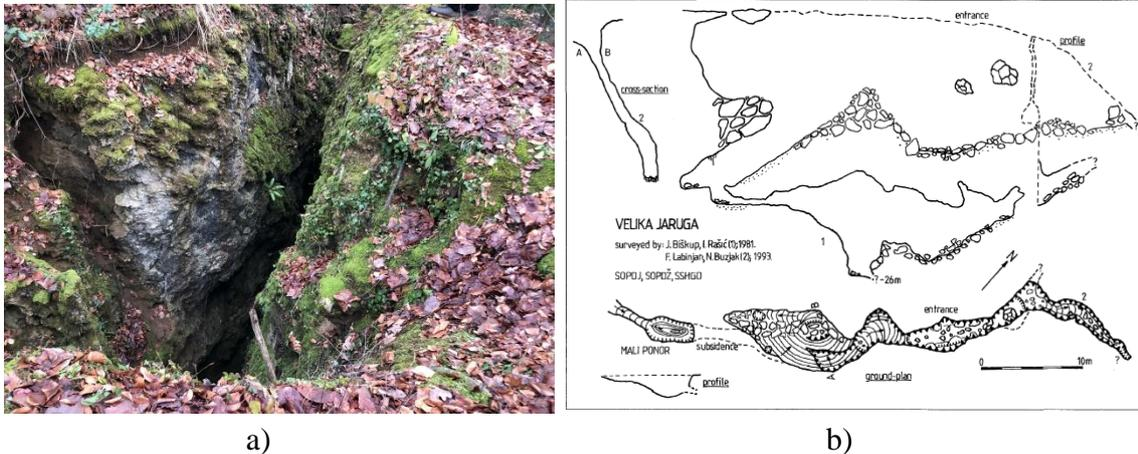 entrance
profile
A
B
2
cross-section
2
?
?
VELIKA JARUGA
surveyed by: J. Biškup, I. Rašić (1); 1981.
F. Labinjan, N. Buzjak (2); 1993.
SOPDJ, SOPDŽ, SSHGO
1
? -26m
N
?
B
entrance
2
MALI PONOR
subsidence
?
0
10m
A
ground-plan
profile
a)
b)